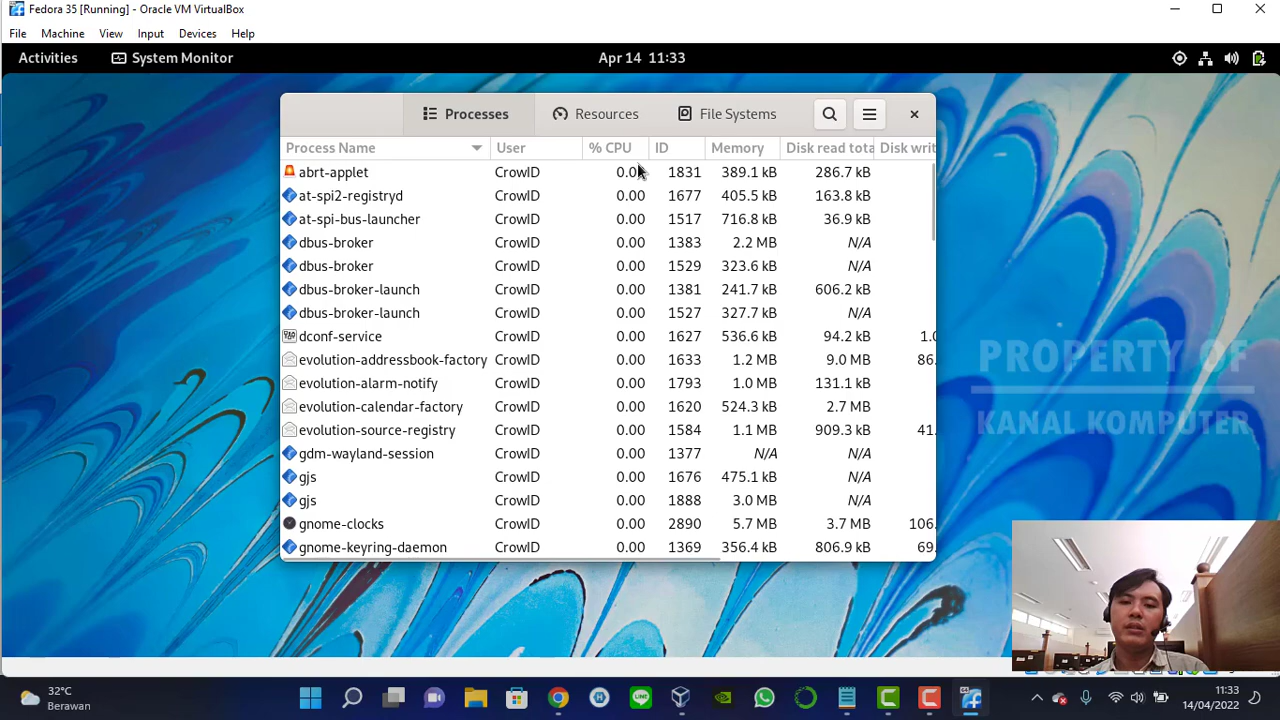 Fedora 35 [Running] - Oracle VM VirtualBox
File Machine View Input Devices Help
Activities System Monitor Apr 14 11:33
Processes Resources File Systems
Process Name User % CPU ID Memory Disk read tota Disk writ
abrt-applet CrowID 0.00 1831 389.1 kB 286.7 kB
at-spi2-registryd CrowID 0.00 1677 405.5 kB 163.8 kB
at-spi-bus-launcher CrowID 0.00 1517 716.8 kB 36.9 kB
dbus-broker CrowID 0.00 1383 2.2 MB N/A
dbus-broker CrowID 0.00 1529 323.6 kB N/A
dbus-broker-launch CrowID 0.00 1381 241.7 kB 606.2 kB
dbus-broker-launch CrowID 0.00 1527 327.7 kB N/A
dconf-service CrowID 0.00 1627 536.6 kB 94.2 kB 1.0
evolution-addressbook-factory CrowID 0.00 1633 1.2 MB 9.0 MB 86.
evolution-alarm-notify CrowID 0.00 1793 1.0 MB 131.1 kB
evolution-calendar-factory CrowID 0.00 1620 524.3 kB 2.7 MB
evolution-source-registry CrowID 0.00 1584 1.1 MB 909.3 kB 41.
gdm-wayland-session CrowID 0.00 1377 N/A N/A
gjs CrowID 0.00 1676 475.1 kB N/A
gjs CrowID 0.00 1888 3.0 MB N/A
gnome-clocks CrowID 0.00 2890 5.7 MB 3.7 MB 106.
gnome-keyring-daemon CrowID 0.00 1369 356.4 kB 806.9 kB 69.
PROPERTY OF
KANAL KOMPUTER
32°C
Berawan
11:33
14/04/2022